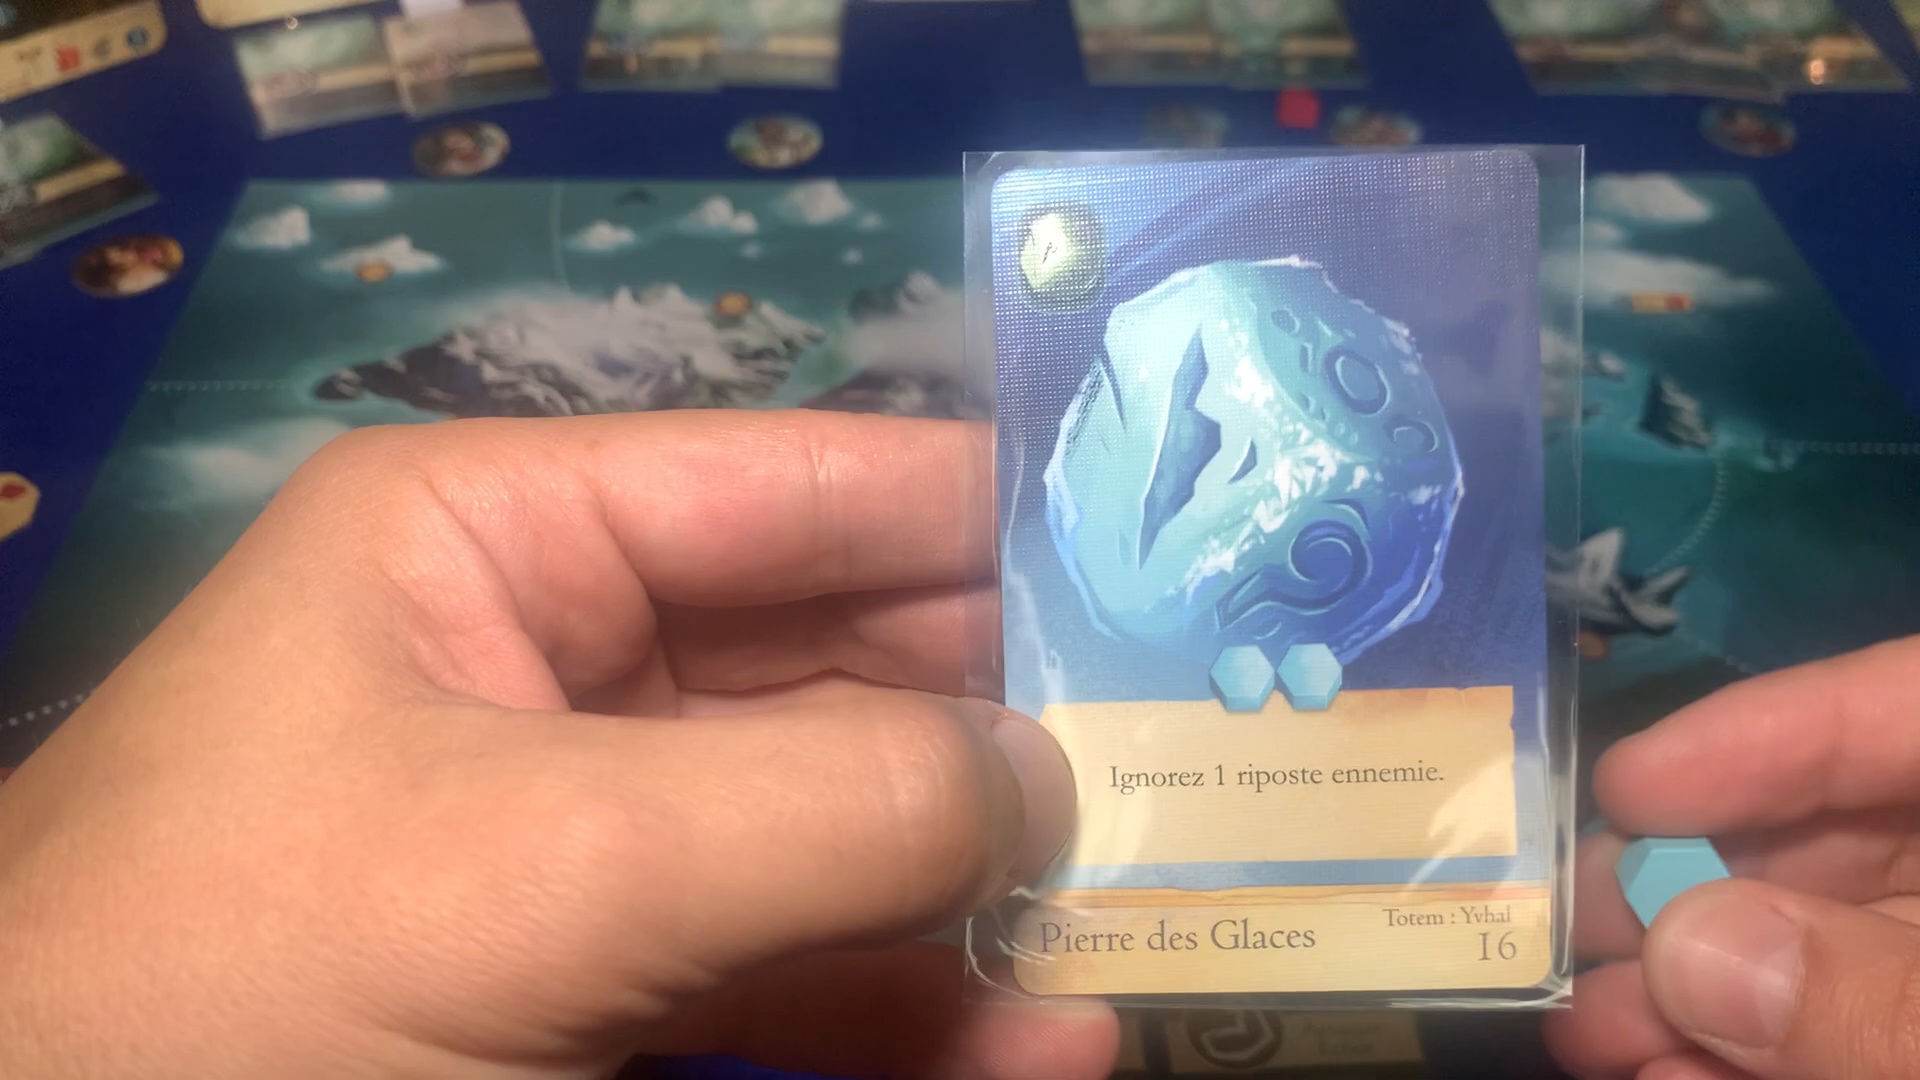 Ignorez 1 riposte ennemie.
Pierre des Glaces
Totem : Yvhal
16